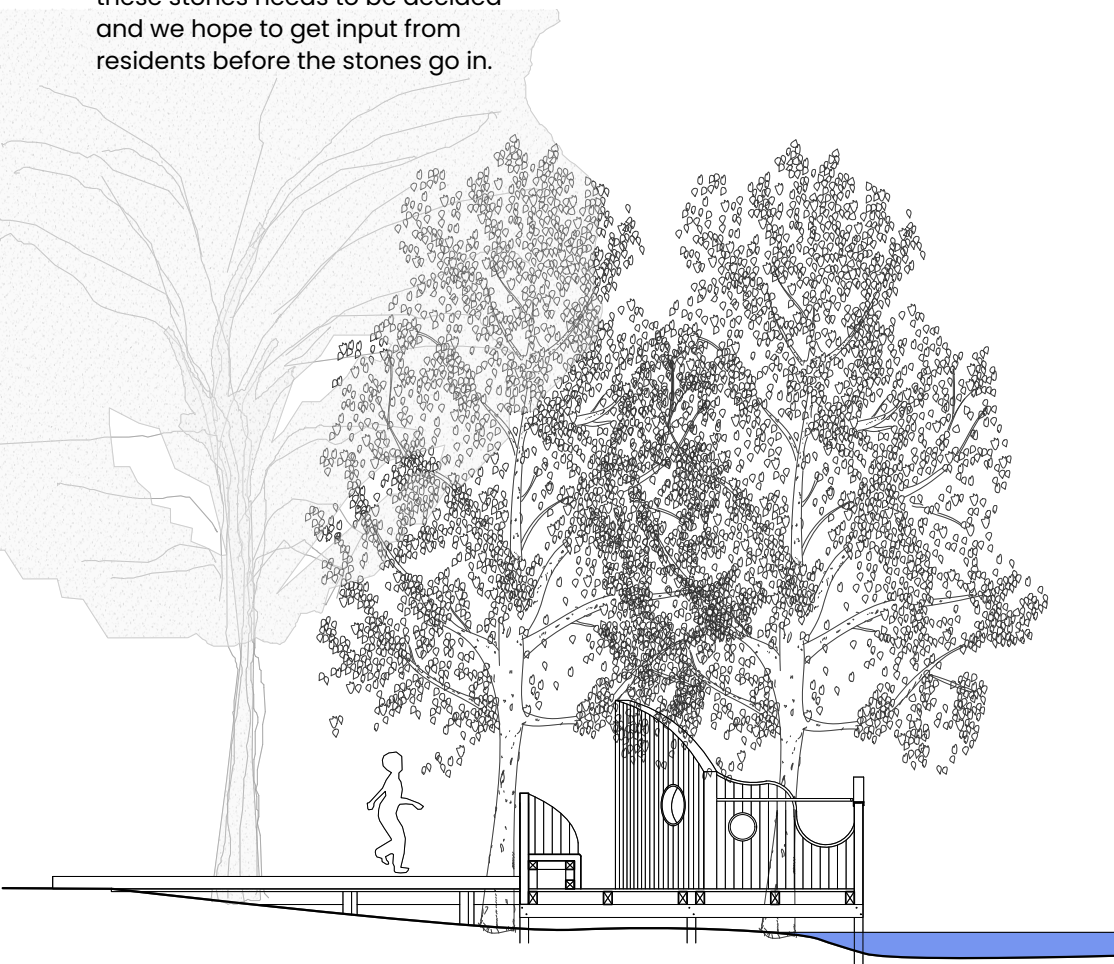 these stones needs to be decided
and we hope to get input from
residents before the stones go in.